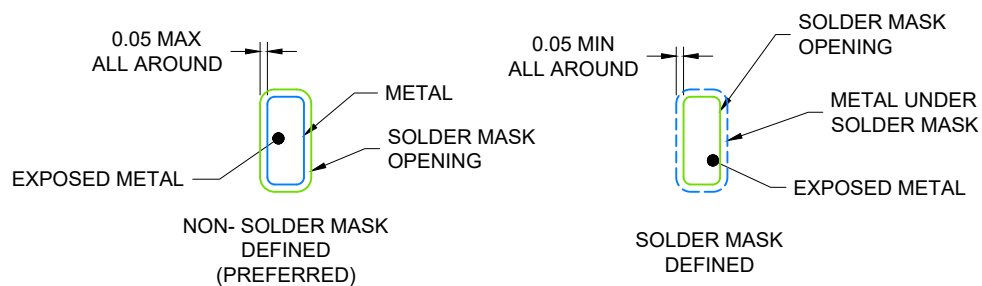 0.05 MAX
ALL AROUND
METAL
SOLDER MASK
OPENING
EXPOSED METAL
NON- SOLDER MASK
DEFINED
(PREFERRED)
0.05 MIN
ALL AROUND
SOLDER MASK
OPENING
METAL UNDER
SOLDER MASK
EXPOSED METAL
SOLDER MASK
DEFINED